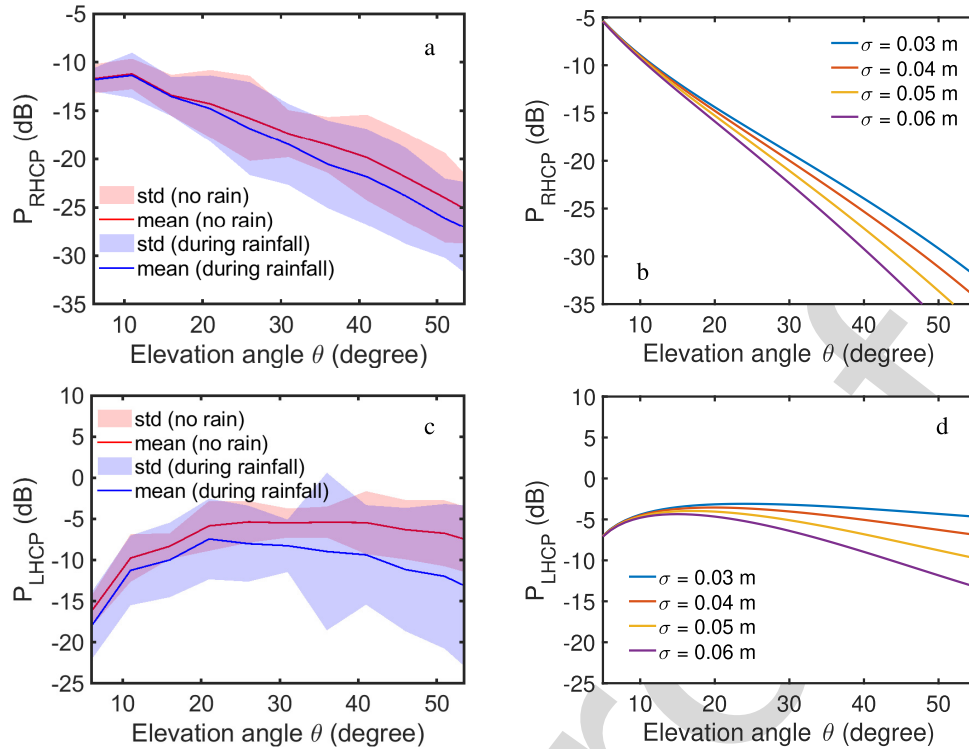 -5
-10
-15
-20
-25
-30
-35
P_RHCP (dB)
a
std (no rain)
mean (no rain)
std (during rainfall)
mean (during rainfall)
10 20 30 40 50
Elevation angle θ (degree)
-5
-10
-15
-20
-25
-30
-35
P_RHCP (dB)
σ = 0.03 m
σ = 0.04 m
σ = 0.05 m
σ = 0.06 m
b
10 20 30 40 50
Elevation angle θ (degree)
10
5
0
-5
-10
-15
-20
-25
P_LHCP (dB)
std (no rain)
c
mean (no rain)
std (during rainfall)
mean (during rainfall)
10 20 30 40 50
Elevation angle θ (degree)
10
5
0
-5
-10
-15
-20
-25
P_LHCP (dB)
d
σ = 0.03 m
σ = 0.04 m
σ = 0.05 m
σ = 0.06 m
10 20 30 40 50
Elevation angle θ (degree)